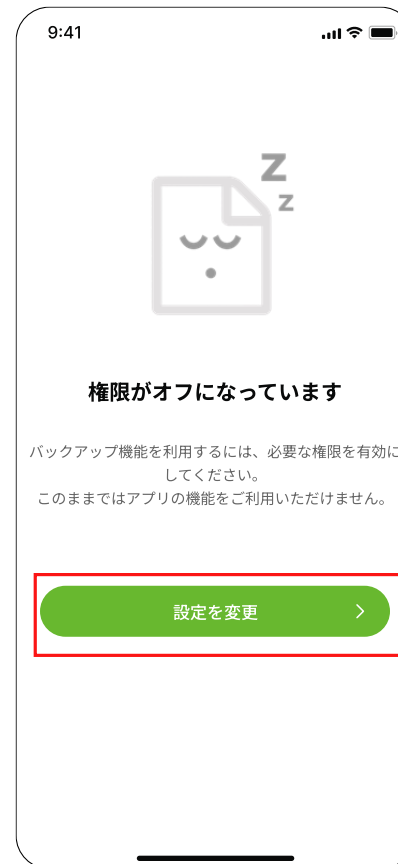 9:41
Z
z
権限がオフになっています
バックアップ機能を利用するには、必要な権限を有効に
してください。
このままではアプリの機能をご利用いただけません。
設定を変更